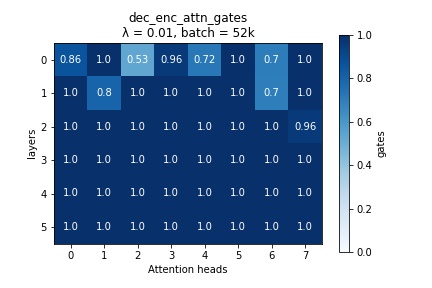 dec_enc_attn_gates
λ = 0.01, batch = 52k
0 0.86 1.0 0.53 0.96 0.72 1.0 0.7 1.0
1 1.0 0.8 1.0 1.0 1.0 1.0 0.7 1.0
2 1.0 1.0 1.0 1.0 1.0 1.0 1.0 0.96
3 1.0 1.0 1.0 1.0 1.0 1.0 1.0 1.0
4 1.0 1.0 1.0 1.0 1.0 1.0 1.0 1.0
5 1.0 1.0 1.0 1.0 1.0 1.0 1.0 1.0
0 1 2 3 4 5 6 7
Attention heads
layers
1.0
0.8
0.6
0.4
0.2
0.0
gates